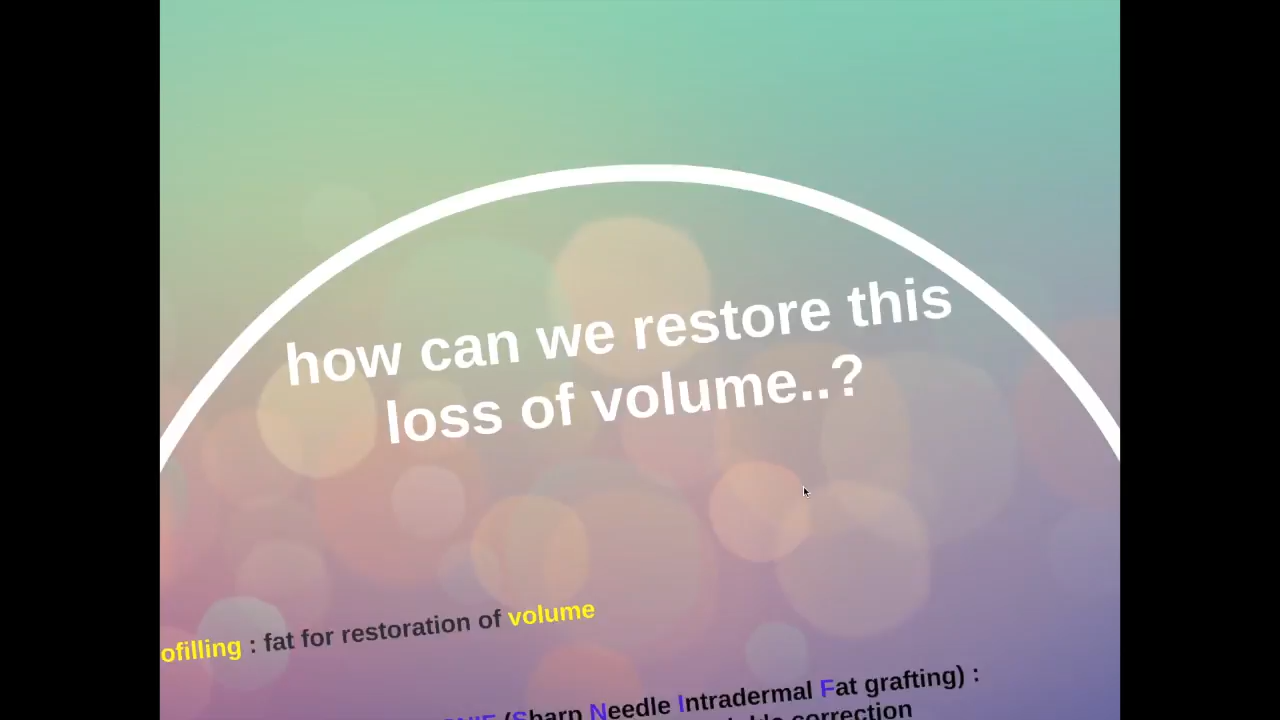 how can we restore this
loss of volume..?
ofilling : fat for restoration of volume
(Sharp Needle Intradermal Fat grafting) :
correction